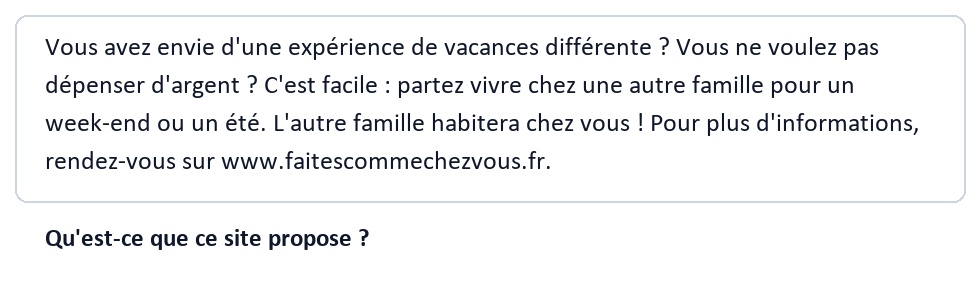 Vous avez envie d'une expérience de vacances différente ? Vous ne voulez pas
dépenser d'argent ? C'est facile : partez vivre chez une autre famille pour un
week-end ou un été. L'autre famille habitera chez vous ! Pour plus d'informations,
rendez-vous sur www.faitescommechezvous.fr.
Qu'est-ce que ce site propose ?